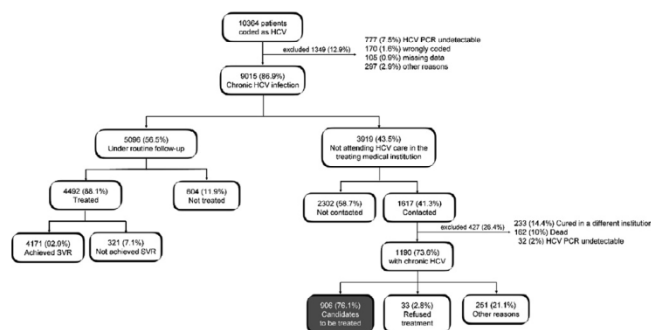 10364 patients
coded as HCV
excluded 1349 (12.9%)
777 (7.5%) HCV PCR undetectable
170 (1.6%) wrongly coded
105 (0.9%) missing data
297 (2.9%) other reasons
9015 (86.9%)
Chronic HCV infection
5096 (56.5%)
Under routine follow-up
3919 (43.5%)
Not attending HCV care in the
treating medical institution
4492 (88.1%)
Treated
604 (11.9%)
Not treated
2302 (58.7%)
Not contacted
1617 (41.3%)
Contacted
4171 (92.9%)
Achieved SVR
321 (7.1%)
Not achieved SVR
excluded 427 (26.4%)
233 (14.4%) Cured in a different institution
162 (10%) Dead
32 (2%) HCV PCR undetectable
1190 (73.6%)
with chronic HCV
906 (76.1%)
Candidates
to be treated
33 (2.8%)
Refused
treatment
251 (21.1%)
Other reasons